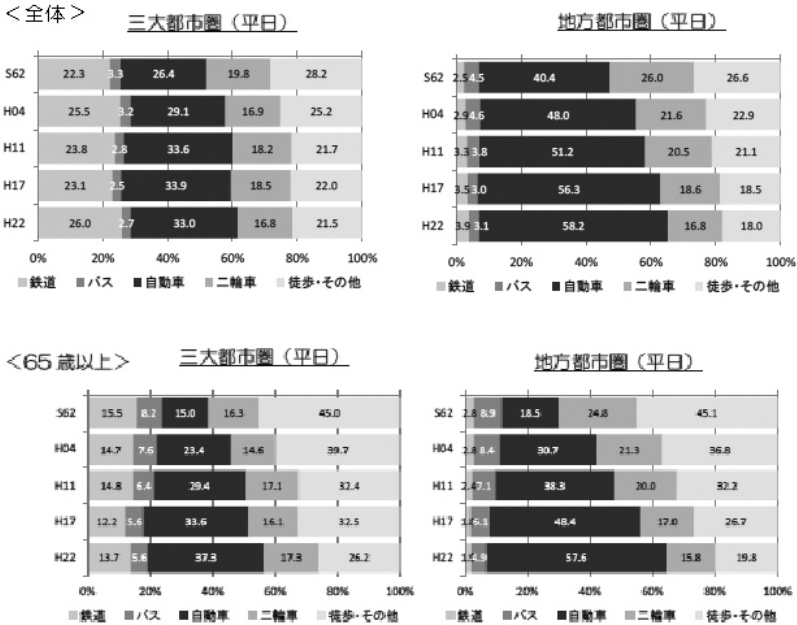 ＜全体＞
三大都市圏（平日）
S62 22.3 3.3 26.4 19.8 28.2
H04 25.5 3.2 29.1 16.9 25.2
H11 23.8 2.8 33.6 18.2 21.7
H17 23.1 2.5 33.9 18.5 22.0
H22 26.0 2.7 33.0 16.8 21.5
0% 20% 40% 60% 80% 100%
鉄道 バス 自動車 二輪車 徒歩・その他
地方都市圏（平日）
S62 2.5 4.5 40.4 26.0 26.6
H04 2.9 4.6 48.0 21.6 22.9
H11 3.3 3.8 51.2 20.5 21.1
H17 3.5 3.0 56.3 18.6 18.5
H22 3.9 3.1 58.2 16.8 18.0
0% 20% 40% 60% 80% 100%
鉄道 バス 自動車 二輪車 徒歩・その他
＜65歳以上＞
三大都市圏（平日）
S62 15.5 8.2 15.0 16.3 45.0
H04 14.7 7.6 23.4 14.6 39.7
H11 14.8 6.4 29.4 17.1 32.4
H17 12.2 5.6 33.6 16.1 32.5
H22 13.7 5.6 37.3 17.3 26.2
0% 20% 40% 60% 80% 100%
鉄道 バス 自動車 二輪車 徒歩・その他
地方都市圏（平日）
S62 2.8 8.9 18.5 24.8 45.1
H04 2.8 8.4 30.7 21.3 36.8
H11 2.4 7.1 38.3 20.0 32.2
H17 48.4 17.0 26.7
H22 57.6 15.8 19.8
0% 20% 40% 60% 80% 100%
鉄道 バス 自動車 二輪車 徒歩・その他